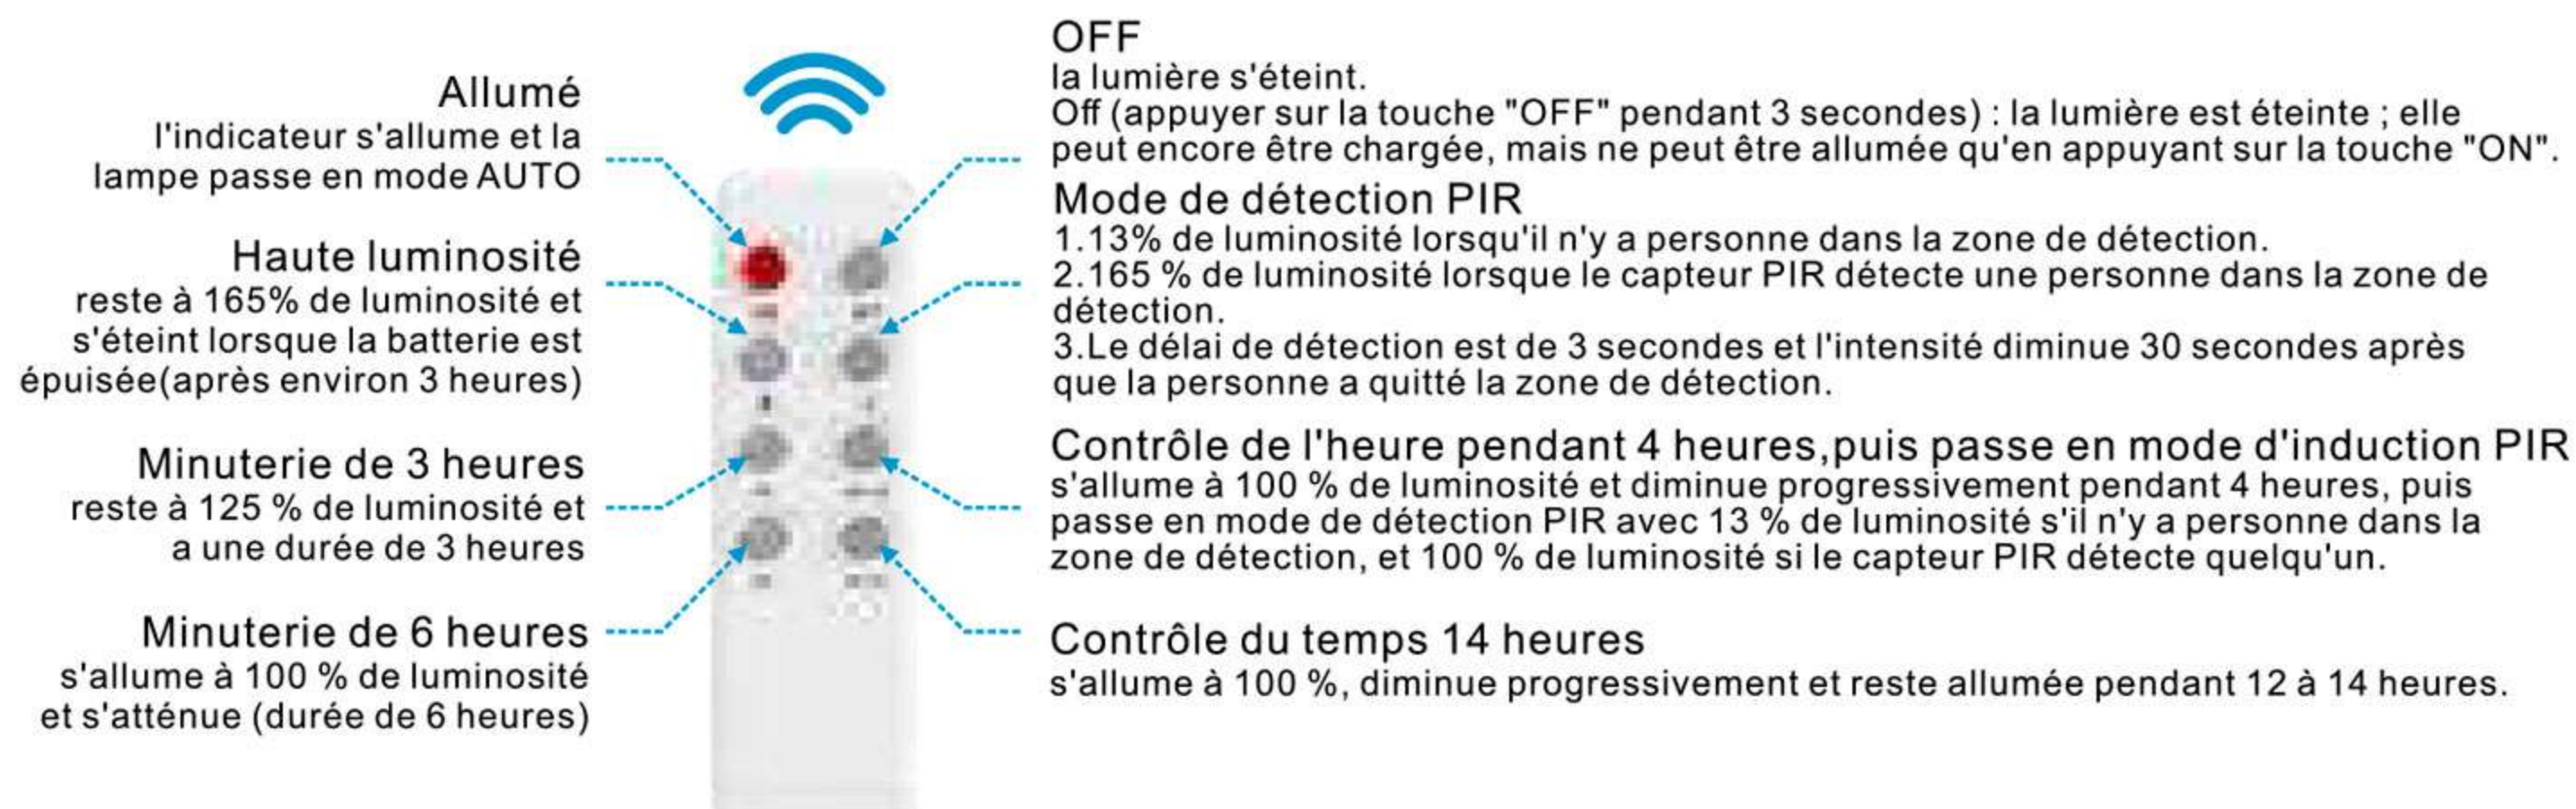 Allumé
l'indicateur s'allume et la
lampe passe en mode AUTO
Haute luminosité
reste à 165% de luminosité et
s'éteint lorsque la batterie est
épuisée(après environ 3 heures)
Minuterie de 3 heures
reste à 125 % de luminosité et
a une durée de 3 heures
Minuterie de 6 heures
s'allume à 100 % de luminosité
et s'atténue (durée de 6 heures)
OFF
la lumière s'éteint.
Off (appuyer sur la touche "OFF" pendant 3 secondes) : la lumière est éteinte ; elle
peut encore être chargée, mais ne peut être allumée qu'en appuyant sur la touche "ON".
Mode de détection PIR
1.13% de luminosité lorsqu'il n'y a personne dans la zone de détection.
2.165 % de luminosité lorsque le capteur PIR détecte une personne dans la zone de
détection.
3.Le délai de détection est de 3 secondes et l'intensité diminue 30 secondes après
que la personne a quitté la zone de détection.
Contrôle de l'heure pendant 4 heures,puis passe en mode d'induction PIR
s'allume à 100 % de luminosité et diminue progressivement pendant 4 heures, puis
passe en mode de détection PIR avec 13 % de luminosité s'il n'y a personne dans la
zone de détection, et 100 % de luminosité si le capteur PIR détecte quelqu'un.
Contrôle du temps 14 heures
s'allume à 100 %, diminue progressivement et reste allumée pendant 12 à 14 heures.